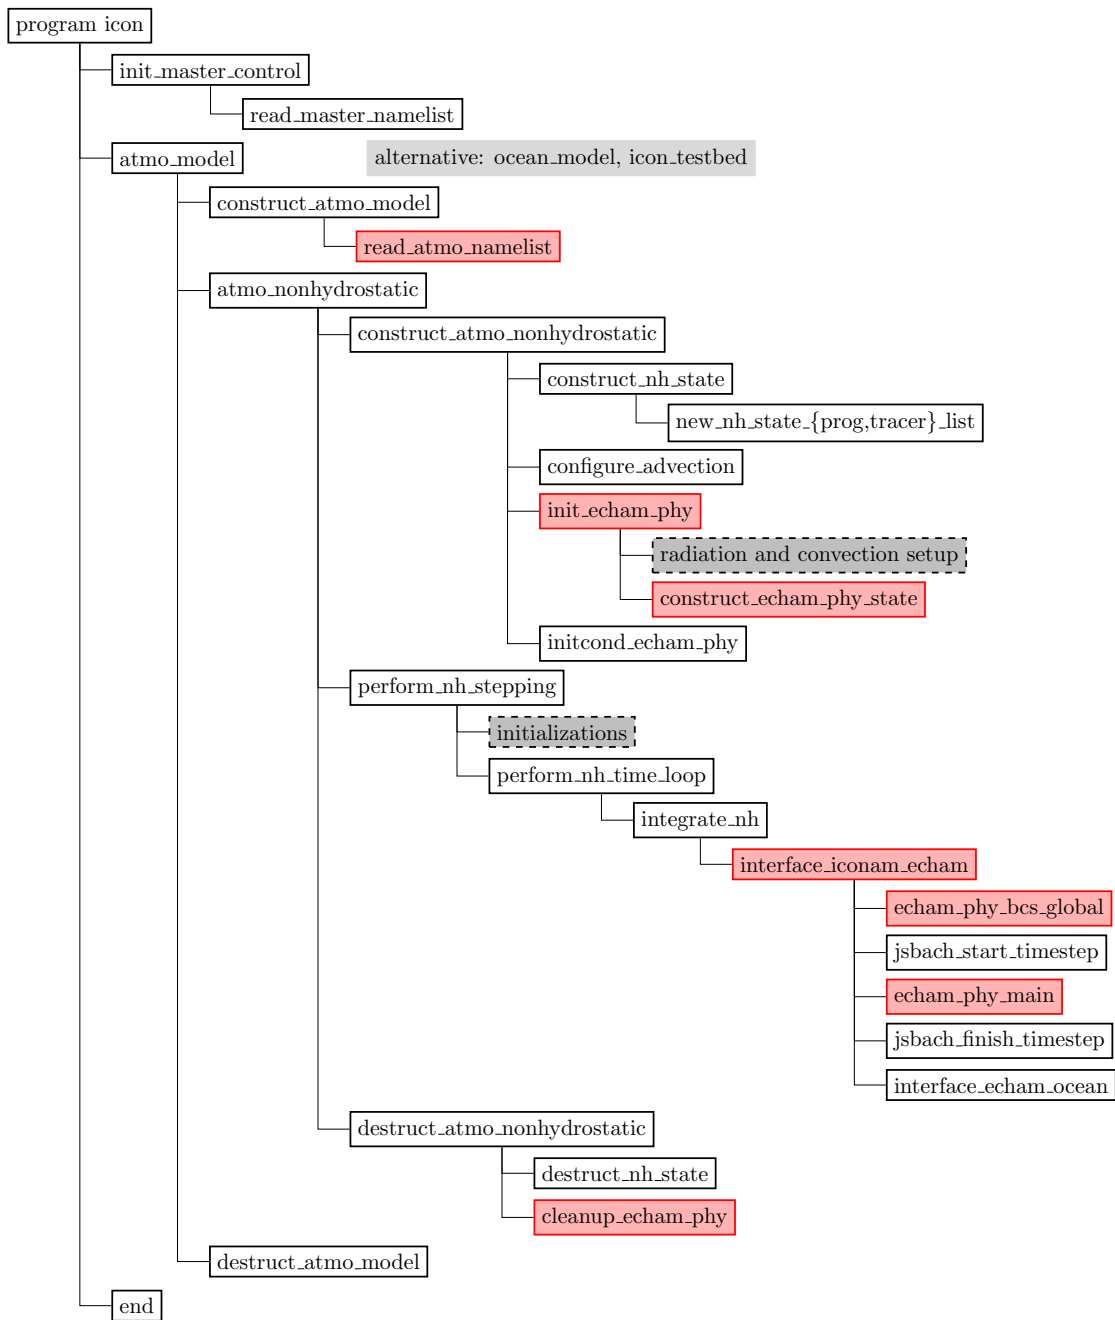 program icon
init_master_control
read_master_namelist
atmo_model
alternative: ocean_model, icon_testbed
construct_atmo_model
read_atmo_namelist
atmo_nonhydrostatic
construct_atmo_nonhydrostatic
construct_nh_state
new_nh_state_{prog,tracer}_list
configure_advection
init_echam_phy
radiation and convection setup
construct_echam_phy_state
initcond_echam_phy
perform_nh_stepping
initializations
perform_nh_time_loop
integrate_nh
interface_iconam_echam
echam_phy_bcs_global
jsbach_start_timestep
echam_phy_main
jsbach_finish_timestep
interface_echam_ocean
destruct_atmo_nonhydrostatic
destruct_nh_state
cleanup_echam_phy
destruct_atmo_model
end